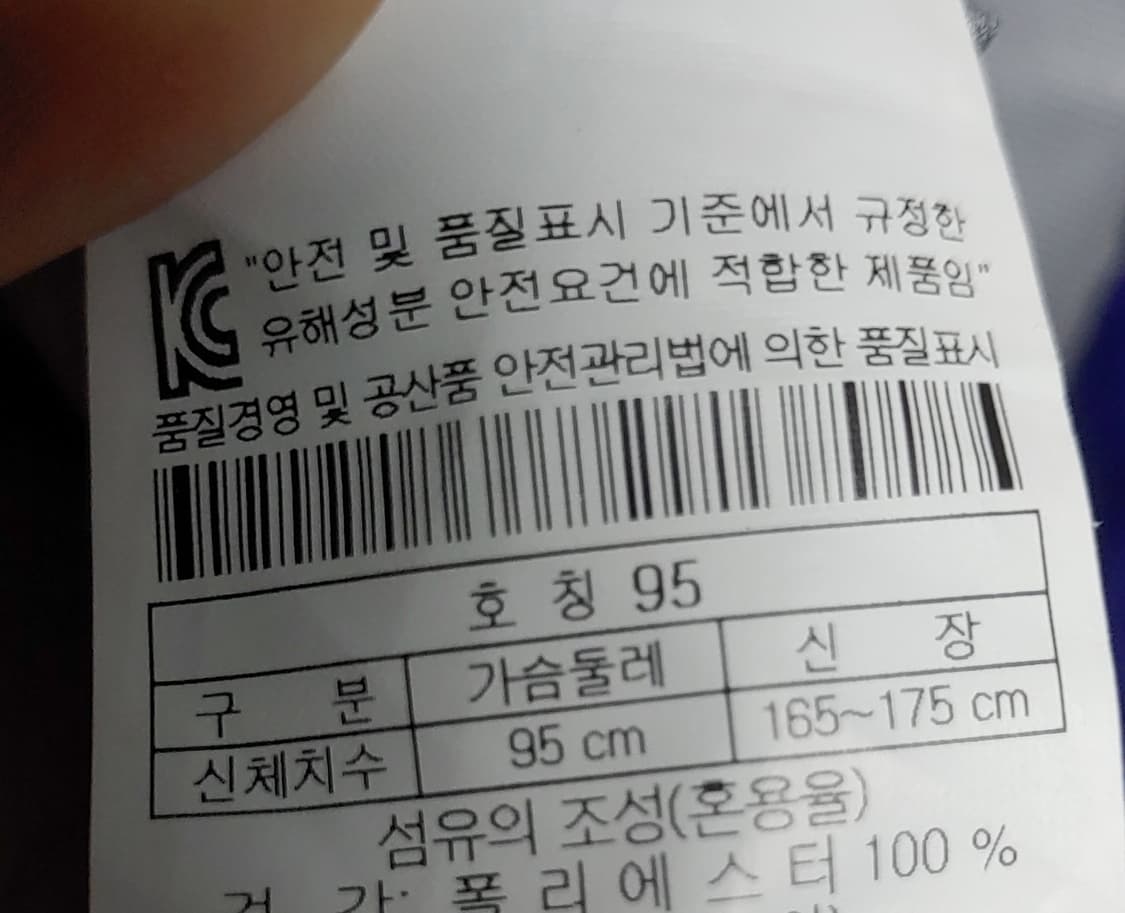 KC "안전 및 품질표시 기준에서 규정한
유해성분 안전요건에 적합한 제품임"
품질경영 및 공산품 안전관리법에 의한 품질표시
호 칭 95
구 분 가슴둘레 신 장
신체치수 95 cm 165~175 cm
섬유의 조성(혼용율)
폴리에스터 100 %